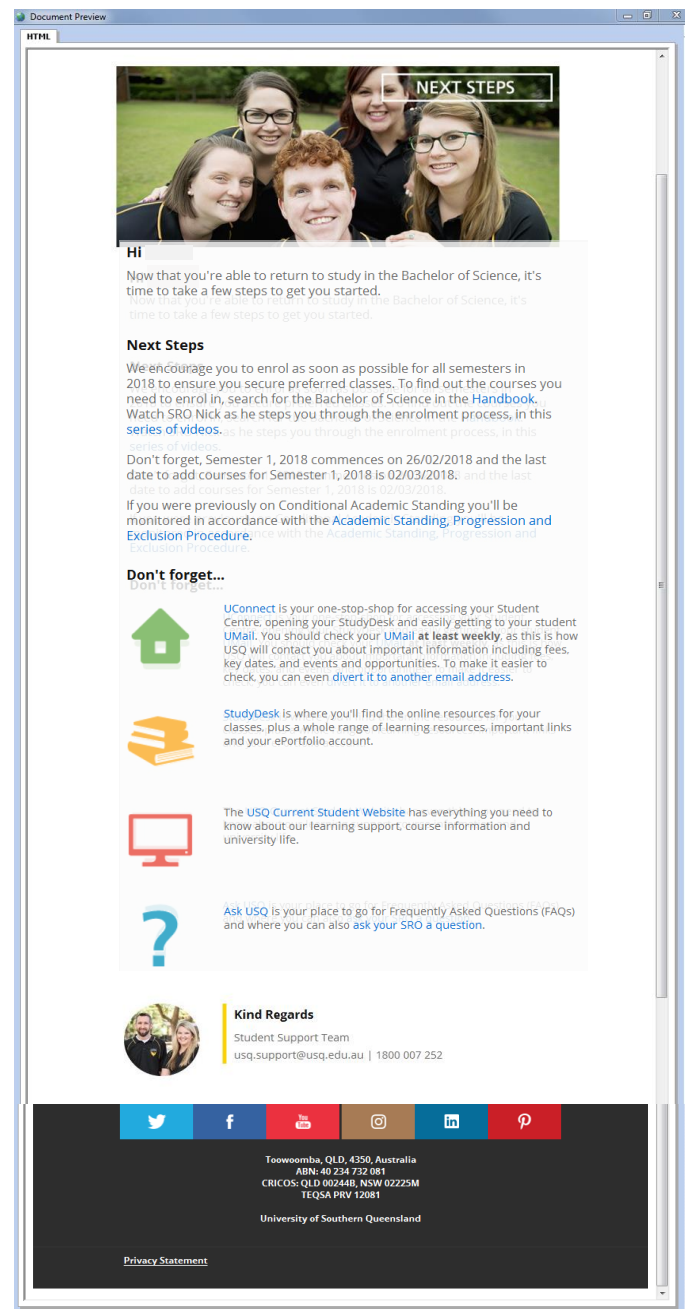 Document Preview
HTML
NEXT STEPS
Hi
Now that you're able to return to study in the Bachelor of Science, it's
time to take a few steps to get you started.
Next Steps
We encourage you to enrol as soon as possible for all semesters in
2018 to ensure you secure preferred classes. To find out the courses you
need to enrol in, search for the Bachelor of Science in the Handbook.
Watch SRO Nick as he steps you through the enrolment process, in this
series of videos.
Don't forget, Semester 1, 2018 commences on 26/02/2018 and the last
date to add courses for Semester 1, 2018 is 02/03/2018.
If you were previously on Conditional Academic Standing you'll be
monitored in accordance with the Academic Standing, Progression and
Exclusion Procedure.
Don't forget...
UConnect is your one-stop-shop for accessing your Student
Centre, opening your StudyDesk and easily getting to your student
UMail. You should check your UMail at least weekly, as this is how
USQ will contact you about important information including fees,
key dates, and events and opportunities. To make it easier to
check, you can even divert it to another email address.
StudyDesk is where you'll find the online resources for your
classes, plus a whole range of learning resources, important links
and your ePortfolio account.
The USQ Current Student Website has everything you need to
know about our learning support, course information and
university life.
?
Ask USQ is your place to go for Frequently Asked Questions (FAQs)
and where you can also ask your SRO a question.
Kind Regards
Student Support Team
usq.support@usq.edu.au | 1800 007 252
You Tube
Toowoomba, QLD, 4350, Australia
ABN: 40 234 732 081
CRICOS: QLD 00244B, NSW 02225M
TEQSA PRV 12081
University of Southern Queensland
Privacy Statement